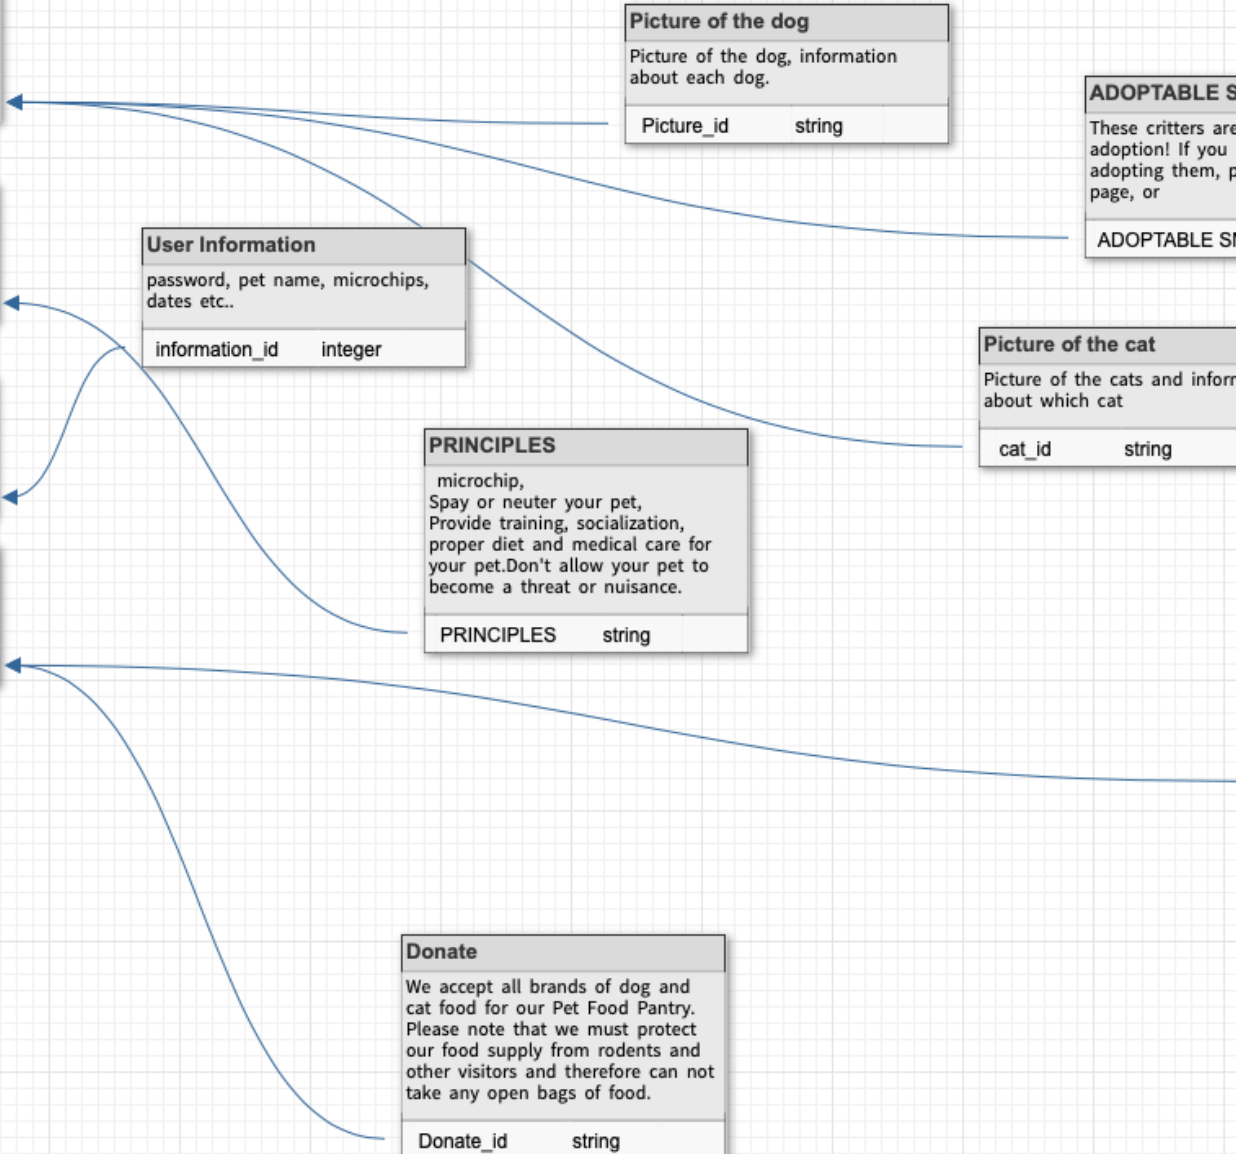 Picture of the dog
Picture of the dog, information
about each dog.
Picture_id string
ADOPTABLE
These critters are
adoption! If you
adopting them,
page, or
ADOPTABLE
User Information
password, pet name, microchips,
dates etc..
information_id integer
Picture of the cat
Picture of the cats and
about which cat
cat_id string
PRINCIPLES
microchip,
Spay or neuter your pet,
Provide training, socialization,
proper diet and medical care for
your pet.Don't allow your pet to
become a threat or nuisance.
PRINCIPLES string
Donate
We accept all brands of dog and
cat food for our Pet Food Pantry.
Please note that we must protect
our food supply from rodents and
other visitors and therefore can not
take any open bags of food.
Donate_id string